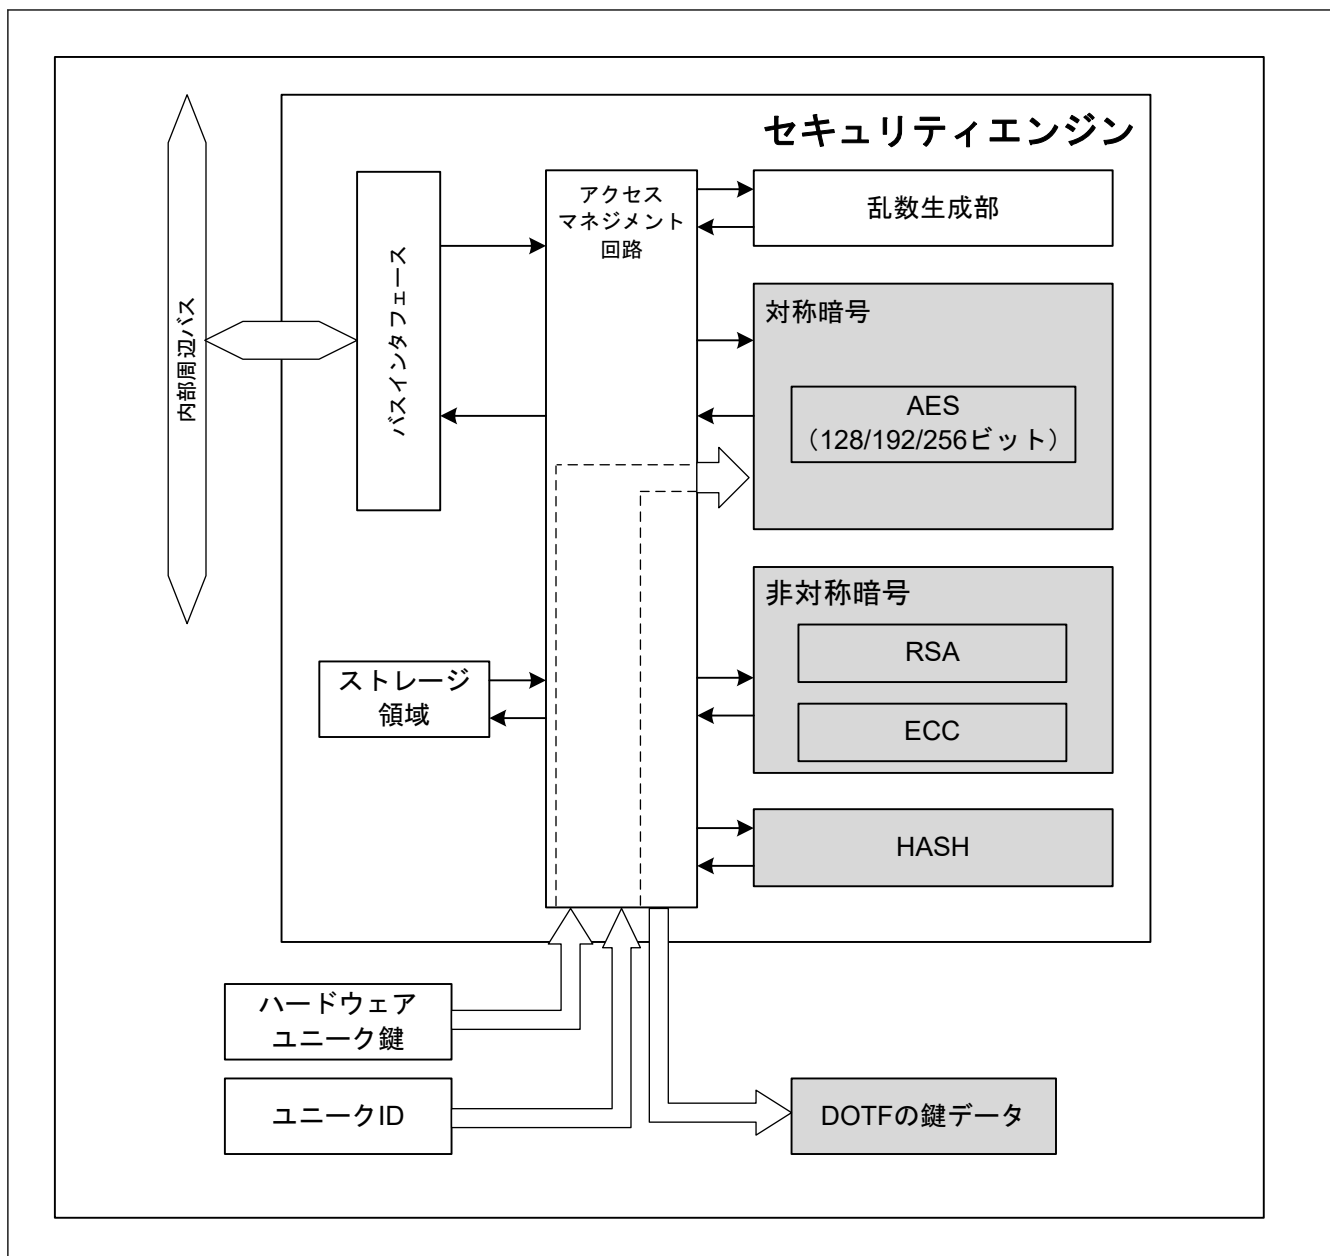 セキュリティエンジン
内部周辺バス
バスインタフェース
アクセス
マネジメント
回路
乱数生成部
対称暗号
AES
(128/192/256ビット)
非対称暗号
RSA
ECC
ストレージ
領域
HASH
ハードウェア
ユニーク鍵
ユニークID
DOTFの鍵データ